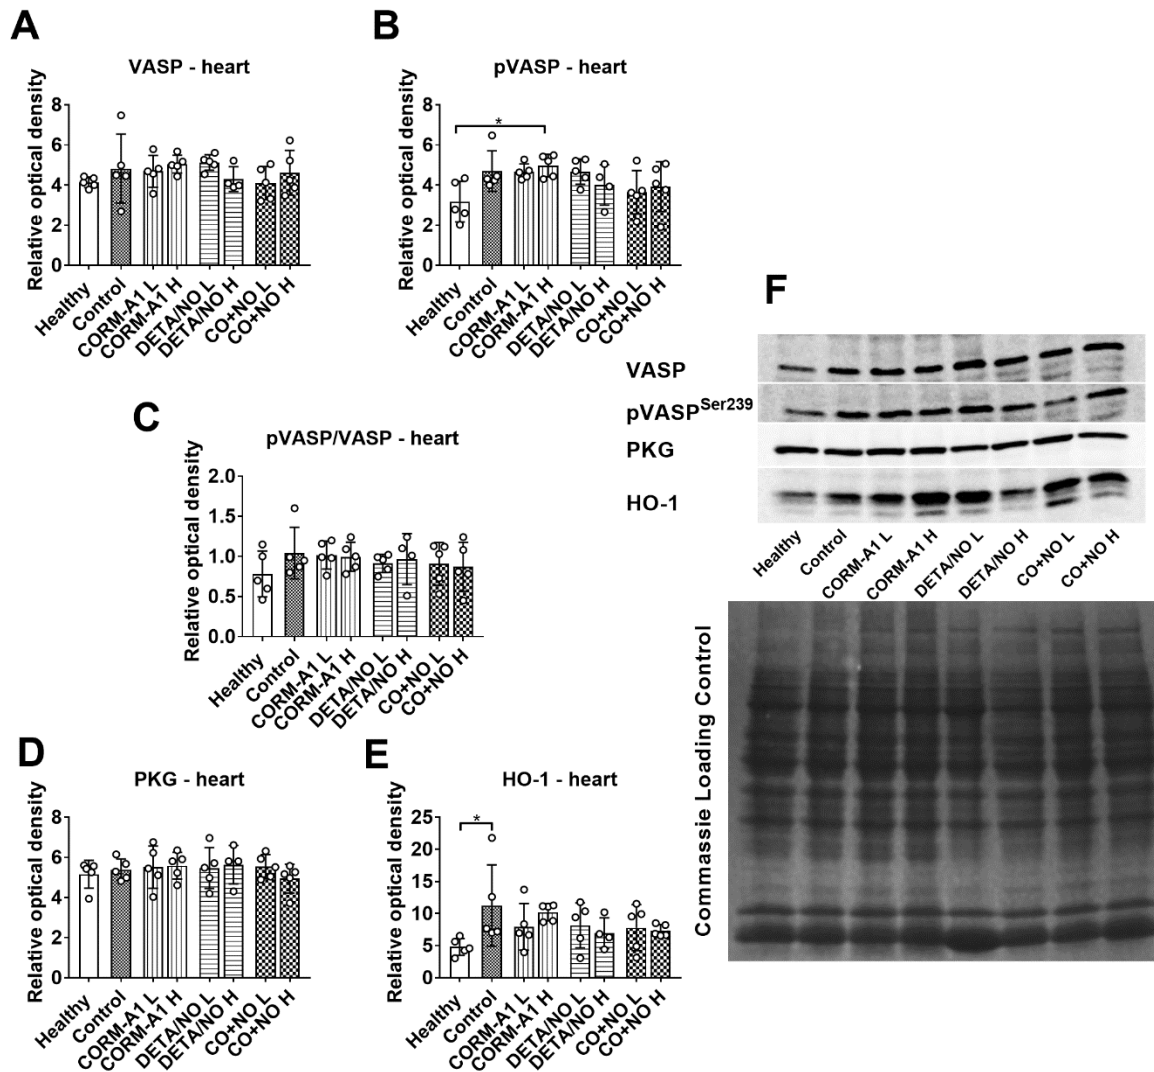 A
VASP - heart
Relative optical density
8
6
4
2
0
Healthy
Control
CORM-A1 L
CORM-A1 H
DETA/NO L
DETA/NO H
CO+NO L
CO+NO H
B
pVASP - heart
Relative optical density
8
6
4
2
0
*
Healthy
Control
CORM-A1 L
CORM-A1 H
DETA/NO L
DETA/NO H
CO+NO L
CO+NO H
C
pVASP/VASP - heart
Relative optical density
2.0
1.5
1.0
0.5
0.0
Healthy
Control
CORM-A1 L
CORM-A1 H
DETA/NO L
DETA/NO H
CO+NO L
CO+NO H
D
PKG - heart
Relative optical density
8
6
4
2
0
Healthy
Control
CORM-A1 L
CORM-A1 H
DETA/NO L
DETA/NO H
CO+NO L
CO+NO H
E
HO-1 - heart
Relative optical density
25
20
15
10
5
0
*
Healthy
Control
CORM-A1 L
CORM-A1 H
DETA/NO L
DETA/NO H
CO+NO L
CO+NO H
F
VASP
pVASPSer239
PKG
HO-1
Healthy
Control
CORM-A1 L
CORM-A1 H
DETA/NO L
DETA/NO H
CO+NO L
CO+NO H
Commassie Loading Control